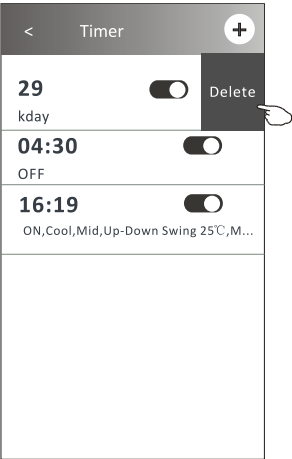 < Timer +
29
Delete
kday
04:30
OFF
16:19
ON,Cool,Mid,Up-Down Swing 25℃,M...